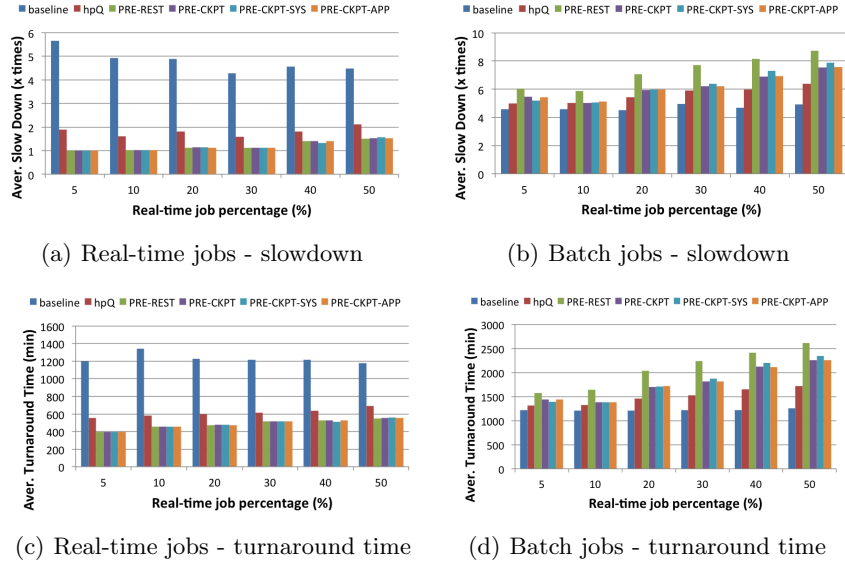 baseline hpQ PRE-REST PRE-CKPT PRE-CKPT-SYS PRE-CKPT-APP
Aver. Slow Down (x times)
6
5
4
3
2
1
0
5 10 20 30 40 50
Real-time job percentage (%)
(a) Real-time jobs - slowdown
baseline hpQ PRE-REST PRE-CKPT PRE-CKPT-SYS PRE-CKPT-APP
Aver. Slow Down (x times)
10
8
6
4
2
0
5 10 20 30 40 50
Real-time job percentage (%)
(b) Batch jobs - slowdown
baseline hpQ PRE-REST PRE-CKPT PRE-CKPT-SYS PRE-CKPT-APP
Aver. Turnaround Time (min)
1600
1400
1200
1000
800
600
400
200
0
5 10 20 30 40 50
Real-time job percentage (%)
(c) Real-time jobs - turnaround time
baseline hpQ PRE-REST PRE-CKPT PRE-CKPT-SYS PRE-CKPT-APP
Aver. Turnaround Time (min)
3000
2500
2000
1500
1000
500
0
5 10 20 30 40 50
Real-time job percentage (%)
(d) Batch jobs - turnaround time